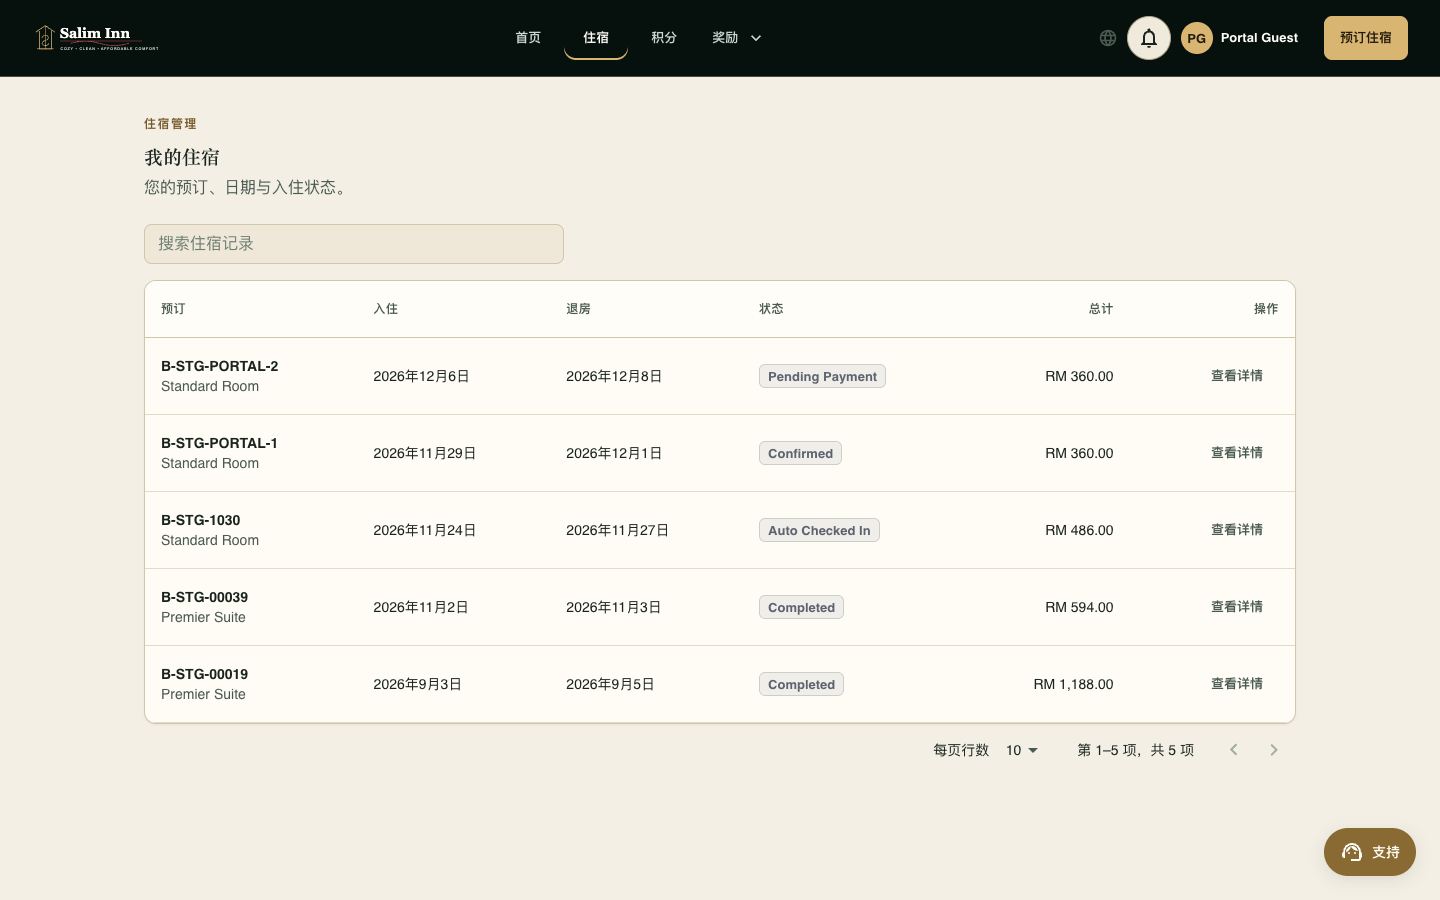 Salim Inn
COZY • CLEAN • AFFORDABLE COMFORT
首页
住宿
积分
奖励
PG
Portal Guest
预订住宿
住宿管理
我的住宿
您的预订、日期与入住状态。
搜索住宿记录
预订 入住 退房 状态 总计 操作
B-STG-PORTAL-2
Standard Room
2026年12月6日 2026年12月8日 Pending Payment RM 360.00 查看详情
B-STG-PORTAL-1
Standard Room
2026年11月29日 2026年12月1日 Confirmed RM 360.00 查看详情
B-STG-1030
Standard Room
2026年11月24日 2026年11月27日 Auto Checked In RM 486.00 查看详情
B-STG-00039
Premier Suite
2026年11月2日 2026年11月3日 Completed RM 594.00 查看详情
B-STG-00019
Premier Suite
2026年9月3日 2026年9月5日 Completed RM 1,188.00 查看详情
每页行数 10 第 1–5 项，共 5 项
支持